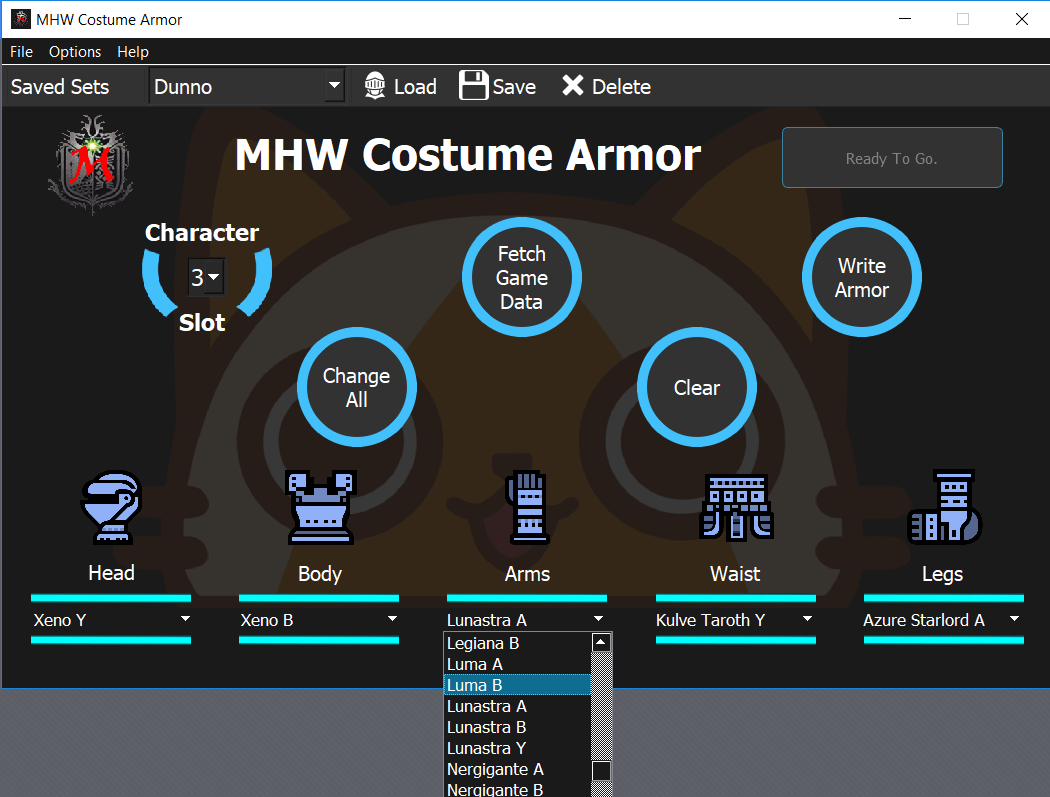 MHW Costume Armor
File Options Help
Saved Sets Dunno Load Save Delete
M
MHW Costume Armor
Ready To Go.
Character
3
Slot
Fetch
Game
Data
Write
Armor
Change
All
Clear
Head Body Arms Waist Legs
Xeno Y Xeno B Lunastra A Kulve Taroth Y Azure Starlord A
Legiana B
Luma A
Luma B
Lunastra A
Lunastra B
Lunastra Y
Nergigante A
Nergigante B